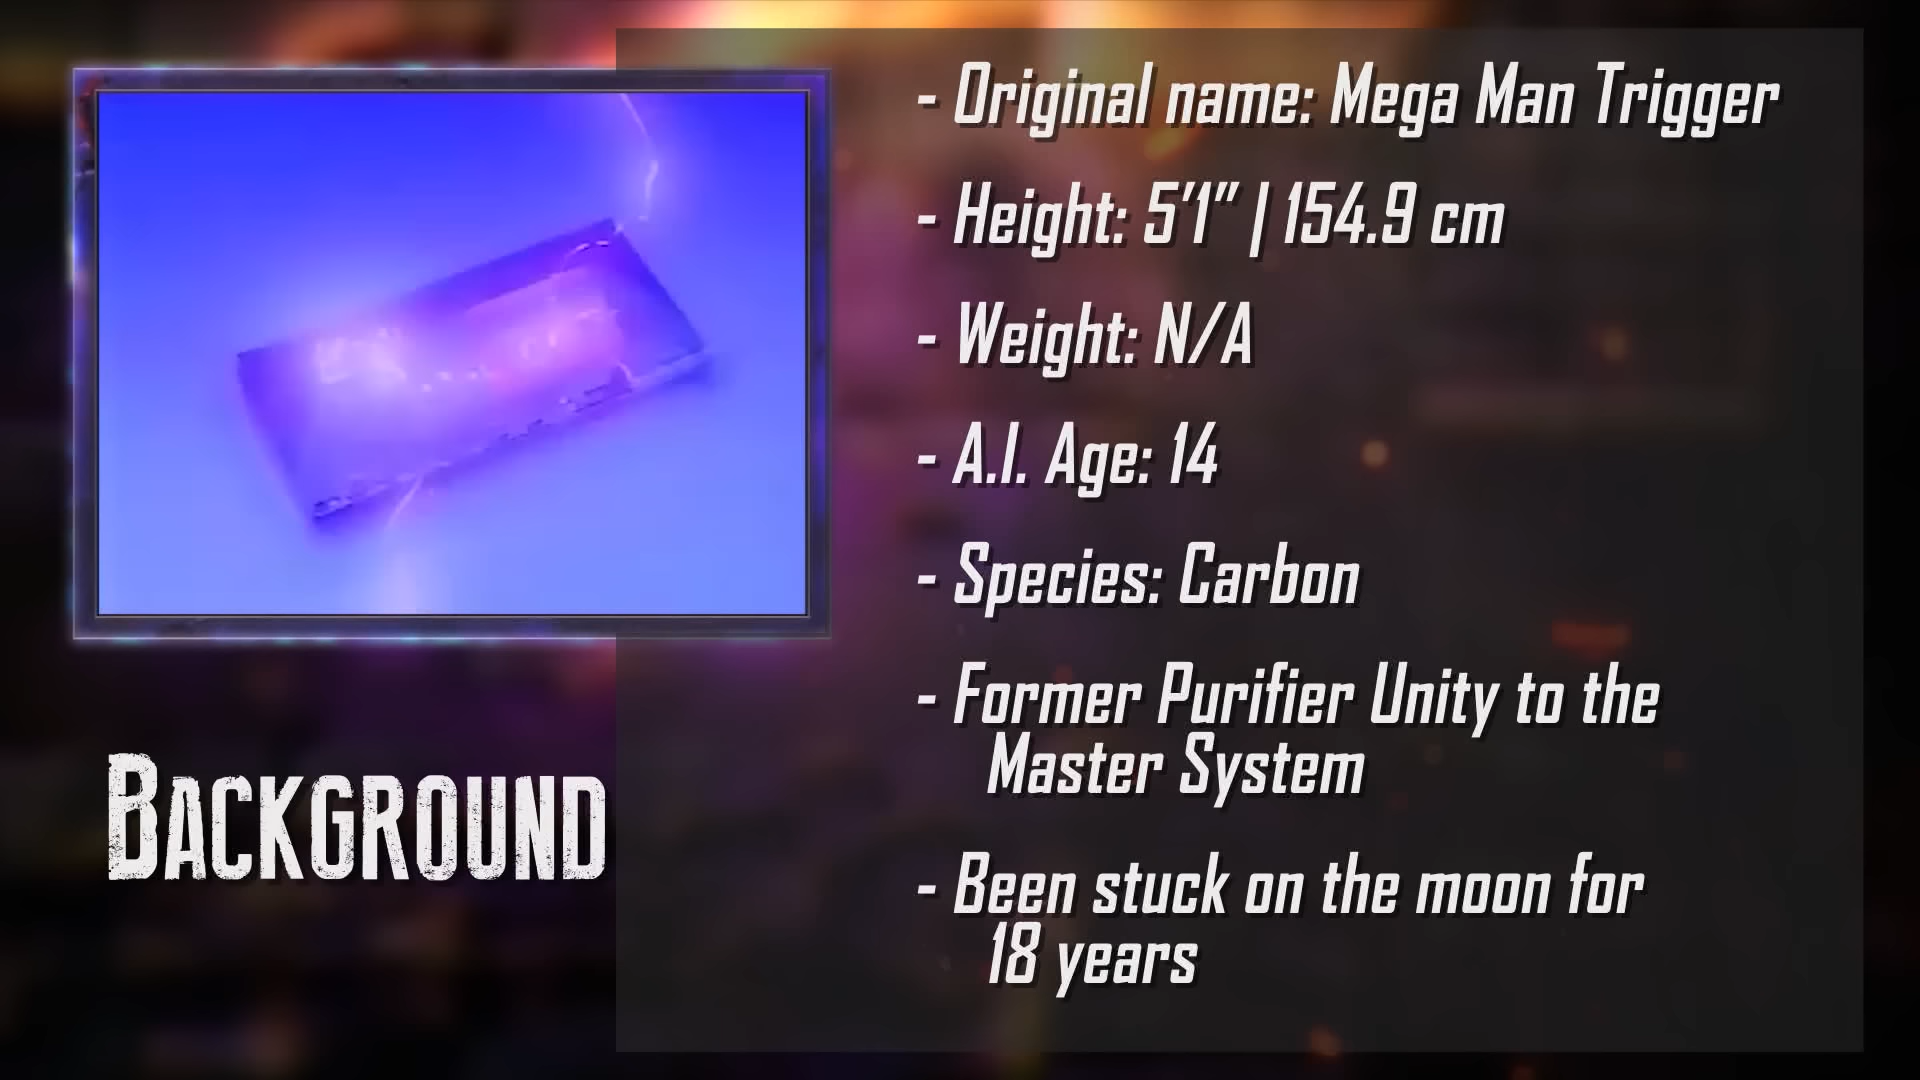 - Original name: Mega Man Trigger
- Height: 5'1" | 154.9 cm
- Weight: N/A
- A.I. Age: 14
- Species: Carbon
- Former Purifier Unity to the
Master System
- Been stuck on the moon for
18 years
Background